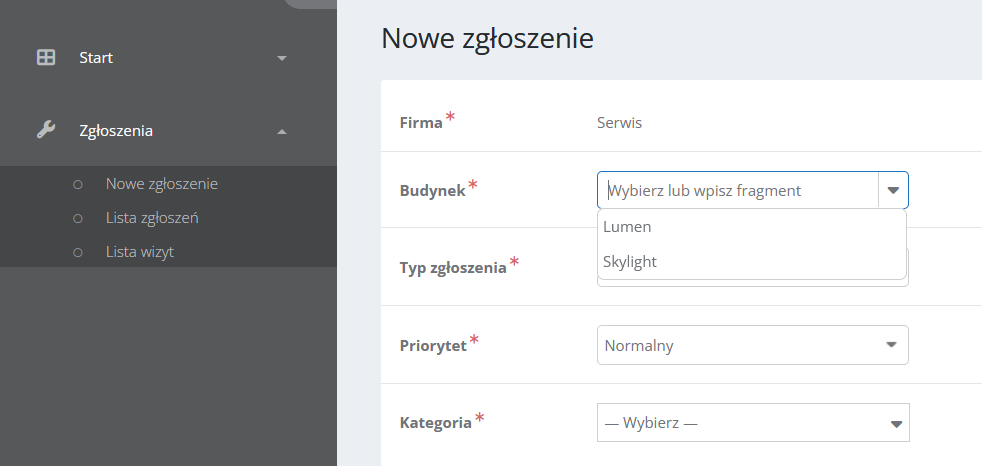 Start
Zgłoszenia
Nowe zgłoszenie
Lista zgłoszeń
Lista wizyt
Nowe zgłoszenie
Firma* Serwis
Budynek* Wybierz lub wpisz fragment
Lumen
Skylight
Typ zgłoszenia*
Priorytet* Normalny
Kategoria* — Wybierz —